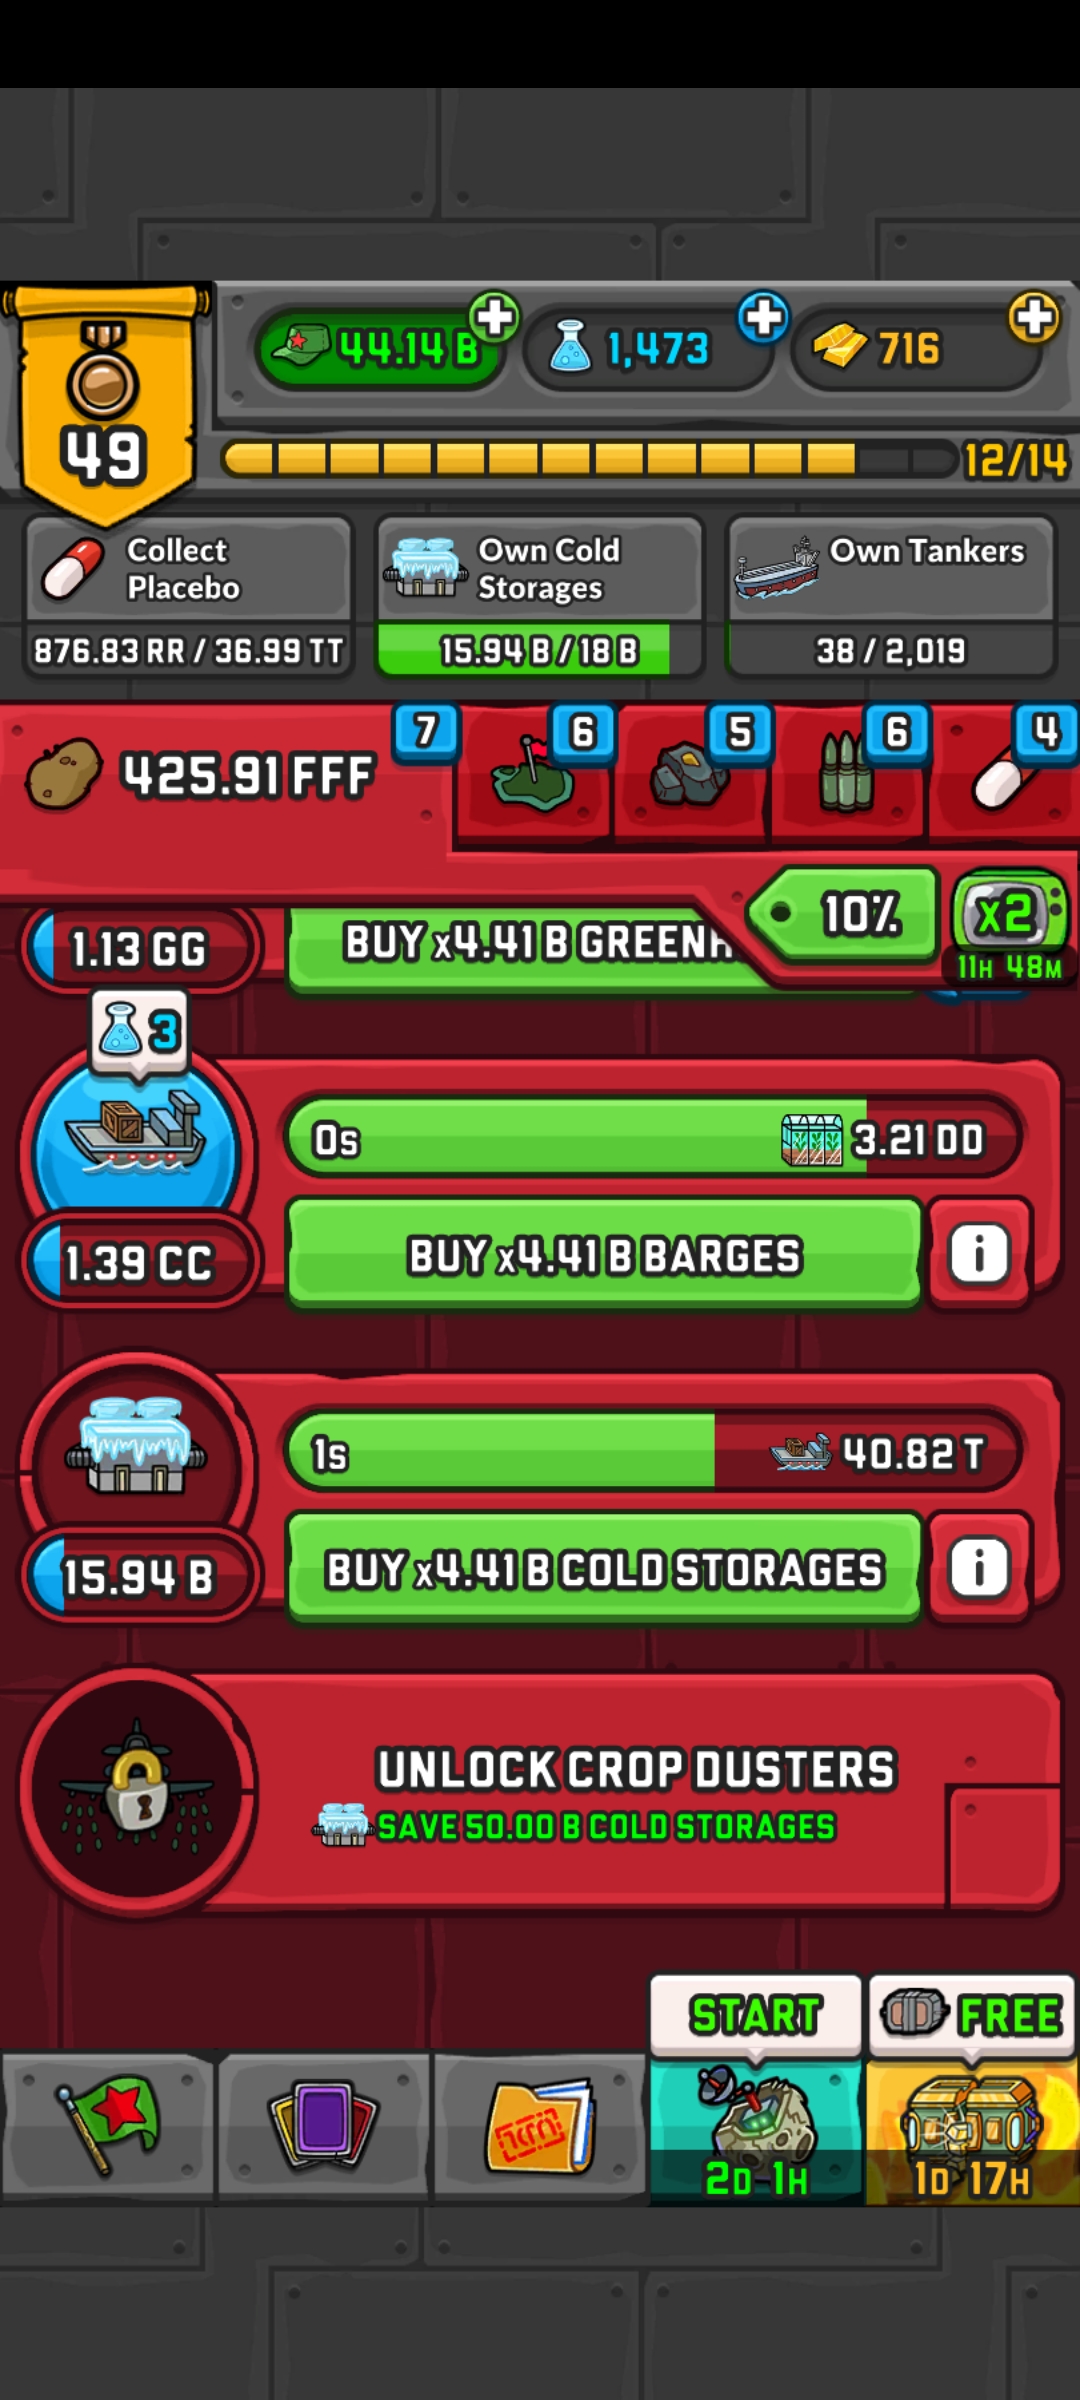 44.14 B
1,473
716
49
12/14
Collect
Placebo
876.83 RR / 36.99 TT
Own Cold
Storages
15.94 B / 18 B
Own Tankers
38 / 2,019
425.91 FFF
7
6
5
6
4
10%
x2
11H 48M
1.13 GG
BUY x4.41 B GREENH
3
0s
3.21 DD
1.39 CC
BUY x4.41 B BARGES
i
1s
40.82 T
15.94 B
BUY x4.41 B COLD STORAGES
i
UNLOCK CROP DUSTERS
SAVE 50.00 B COLD STORAGES
START
FREE
2D 1H
1D 17H